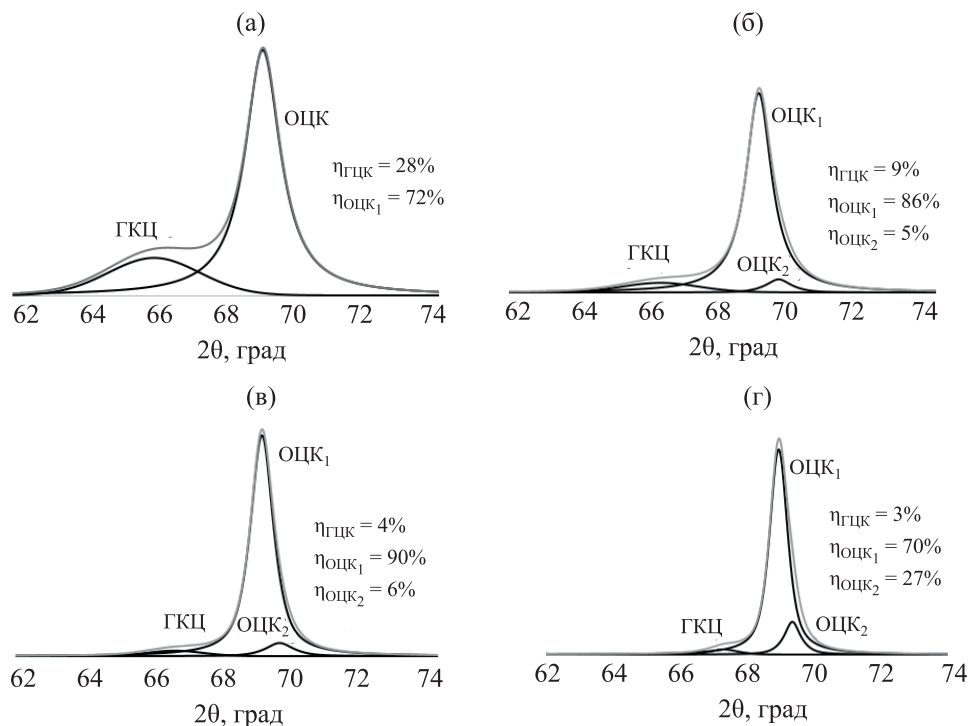 (а)
ОЦК
η_ГЦК = 28%
η_ОЦК₁ = 72%
ГКЦ
62 64 66 68 70 72 74
2θ, град
(б)
ОЦК₁
η_ГЦК = 9%
η_ОЦК₁ = 86%
η_ОЦК₂ = 5%
ГКЦ
ОЦК₂
62 64 66 68 70 72 74
2θ, град
(в)
ОЦК₁
η_ГЦК = 4%
η_ОЦК₁ = 90%
η_ОЦК₂ = 6%
ГКЦ
ОЦК₂
62 64 66 68 70 72 74
2θ, град
(г)
ОЦК₁
η_ГЦК = 3%
η_ОЦК₁ = 70%
η_ОЦК₂ = 27%
ГКЦ
ОЦК₂
62 64 66 68 70 72 74
2θ, град